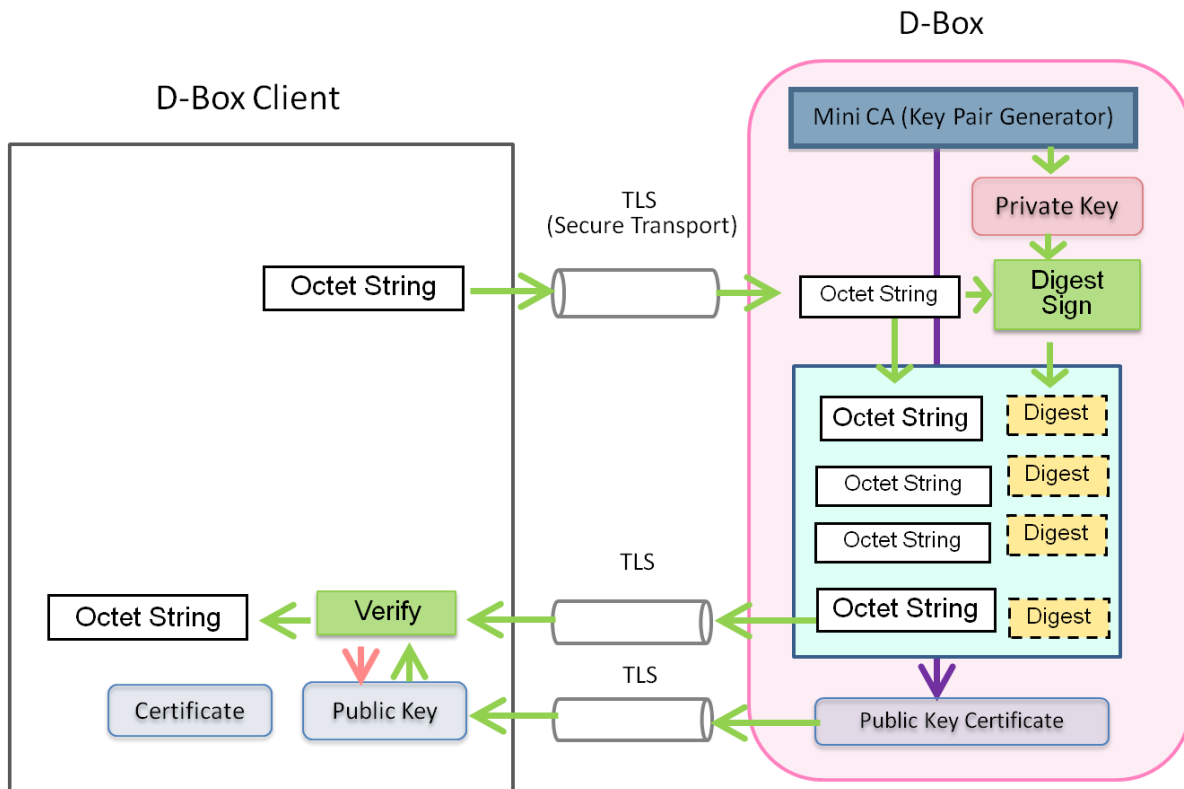 D-Box
D-Box Client
Mini CA (Key Pair Generator)
Private Key
TLS
(Secure Transport)
Octet String
Octet String
Digest
Sign
Octet String
Digest
Octet String
Digest
Octet String
Digest
TLS
Octet String
Verify
Octet String
Digest
TLS
Certificate
Public Key
Public Key Certificate